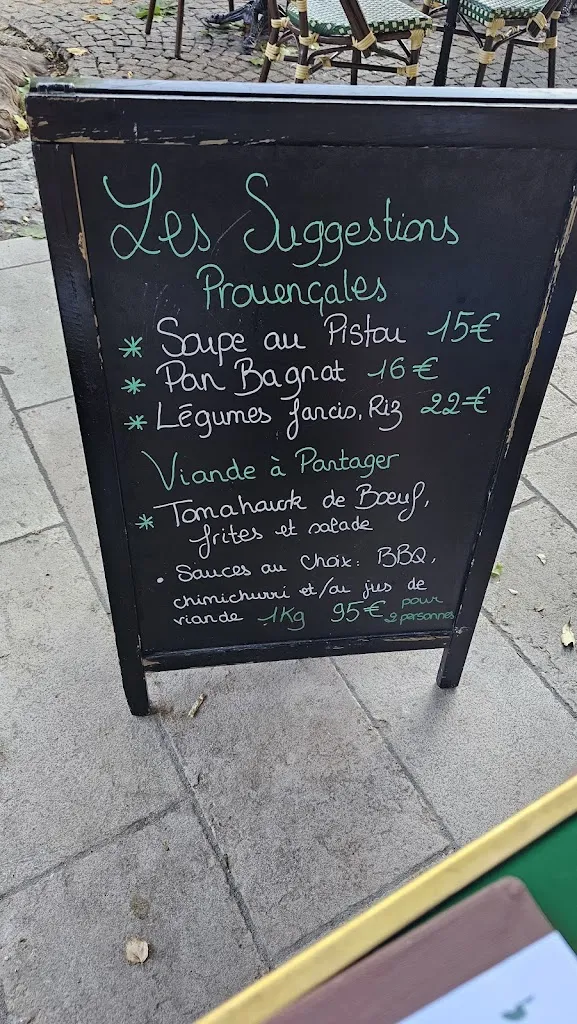 Les Suggestions
Provençales
* Soupe au Pistou 15€
* Pan Bagnat 16€
* Légumes farcis, Riz 22€
Viande à Partager
* Tomahawk de Boeuf,
frites et salade
• Sauces au choix: BBQ,
chimichurri et/ou jus de
viande 1Kg 95€ pour 2 personnes